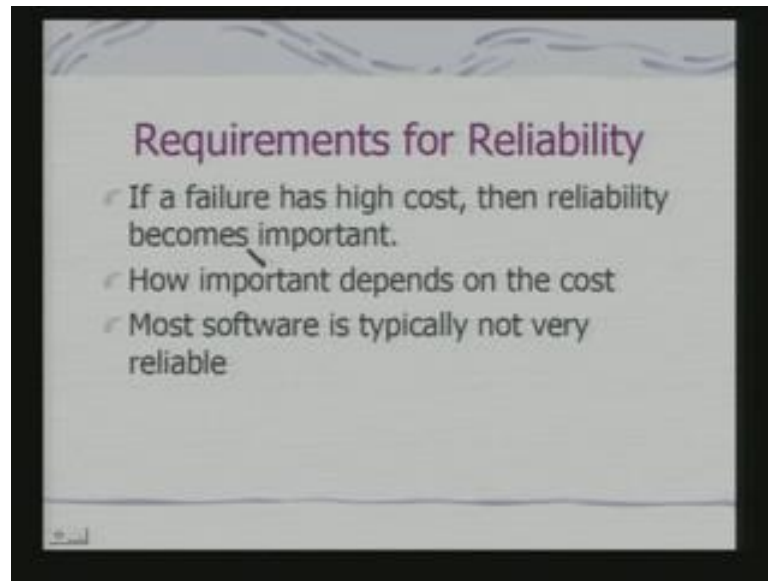 Requirements for Reliability
If a failure has high cost, then reliability
becomes important.
How important depends on the cost
Most software is typically not very
reliable